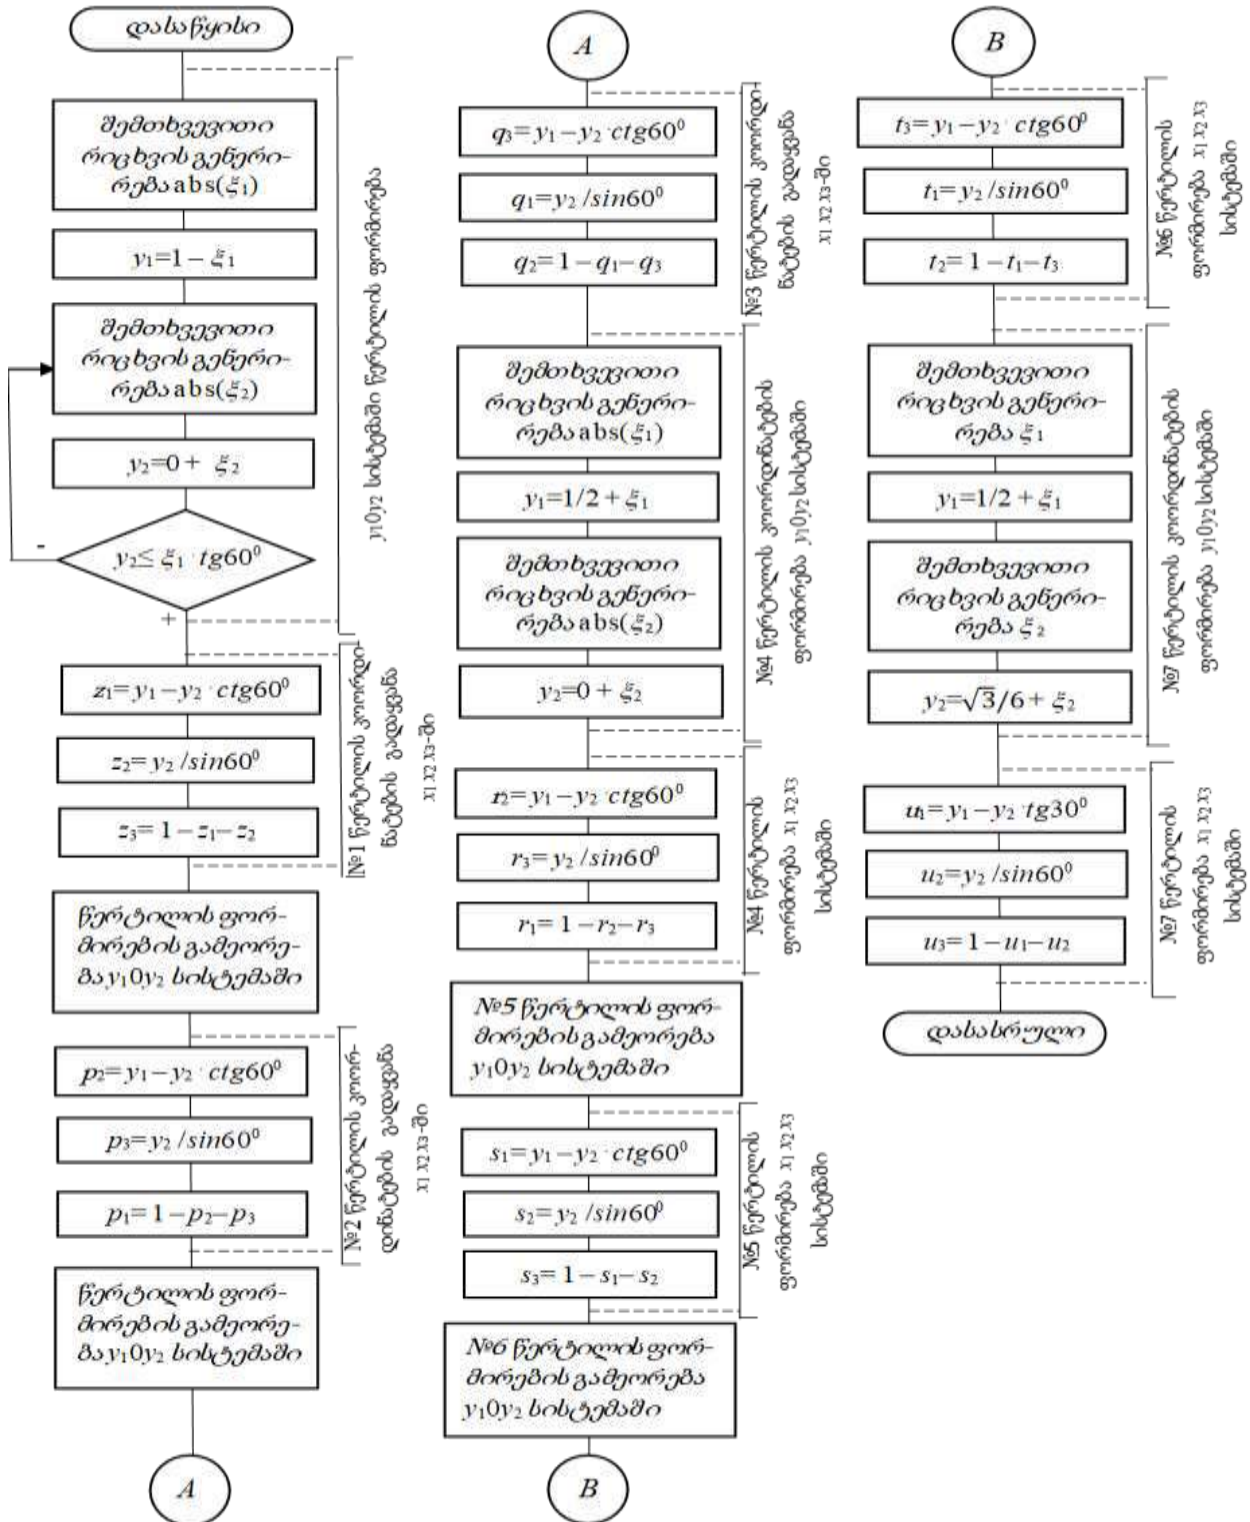 დასაწყისი
შემთხვევითი
რიცხვის გენერი-
რება abs(ξ₁)
y₁=1 − ξ₁
შემთხვევითი
რიცხვის გენერი-
რება abs(ξ₂)
y₂=0 + ξ₂
-
y₂≤ ξ₁ · tg60⁰
+
y₁0y₂ სისტემაში წერტილის ფორმირება
z₁=y₁−y₂ · ctg60⁰
z₂=y₂ /sin60⁰
z₃= 1 −z₁−z₂
№1 წერტილის კოორდი-
ნატების გადაყვანა
x₁ x₂ x₃-ში
წერტილის ფორ-
მირების გამეორე-
ბა y₁0y₂ სისტემაში
p₂=y₁−y₂ · ctg60⁰
p₃=y₂ /sin60⁰
p₁= 1 −p₂−p₃
№2 წერტილის კოორ-
დინატების გადაყვანა
x₁ x₂ x₃-ში
წერტილის ფორ-
მირების გამეორე-
ბა y₁0y₂ სისტემაში
A
A
q₃=y₁−y₂ · ctg60⁰
q₁=y₂ /sin60⁰
q₂= 1 −q₁−q₃
№3 წერტილის კოორდი-
ნატების გადაყვანა
x₁ x₂ x₃-ში
შემთხვევითი
რიცხვის გენერი-
რება abs(ξ₁)
y₁=1/2 + ξ₁
შემთხვევითი
რიცხვის გენერი-
რება abs(ξ₂)
y₂=0 + ξ₂
№4 წერტილის კოორდინატების
ფორმირება y₁0y₂ სისტემაში
r₂=y₁−y₂ · ctg60⁰
r₃=y₂ /sin60⁰
r₁= 1 −r₂−r₃
№4 წერტილის
ფორმირება x₁ x₂ x₃
სისტემაში
№5 წერტილის ფორ-
მირების გამეორება
y₁0y₂ სისტემაში
s₁=y₁−y₂ · ctg60⁰
s₂=y₂ /sin60⁰
s₃= 1 −s₁−s₂
№5 წერტილის
ფორმირება x₁ x₂ x₃
სისტემაში
№6 წერტილის ფორ-
მირების გამეორება
y₁0y₂ სისტემაში
B
B
t₃=y₁−y₂ · ctg60⁰
t₁=y₂ /sin60⁰
t₂= 1 −t₁−t₃
№6 წერტილის
ფორმირება x₁ x₂ x₃
სისტემაში
შემთხვევითი
რიცხვის გენერი-
რება ξ₁
y₁=1/2 + ξ₁
შემთხვევითი
რიცხვის გენერი-
რება ξ₂
y₂=√3/6 + ξ₂
№7 წერტილის კოორდინატების
ფორმირება y₁0y₂ სისტემაში
u₁=y₁−y₂ · tg30⁰
u₂=y₂ /sin60⁰
u₃= 1 −u₁−u₂
№7 წერტილის
ფორმირება x₁ x₂ x₃
სისტემაში
დასასრული